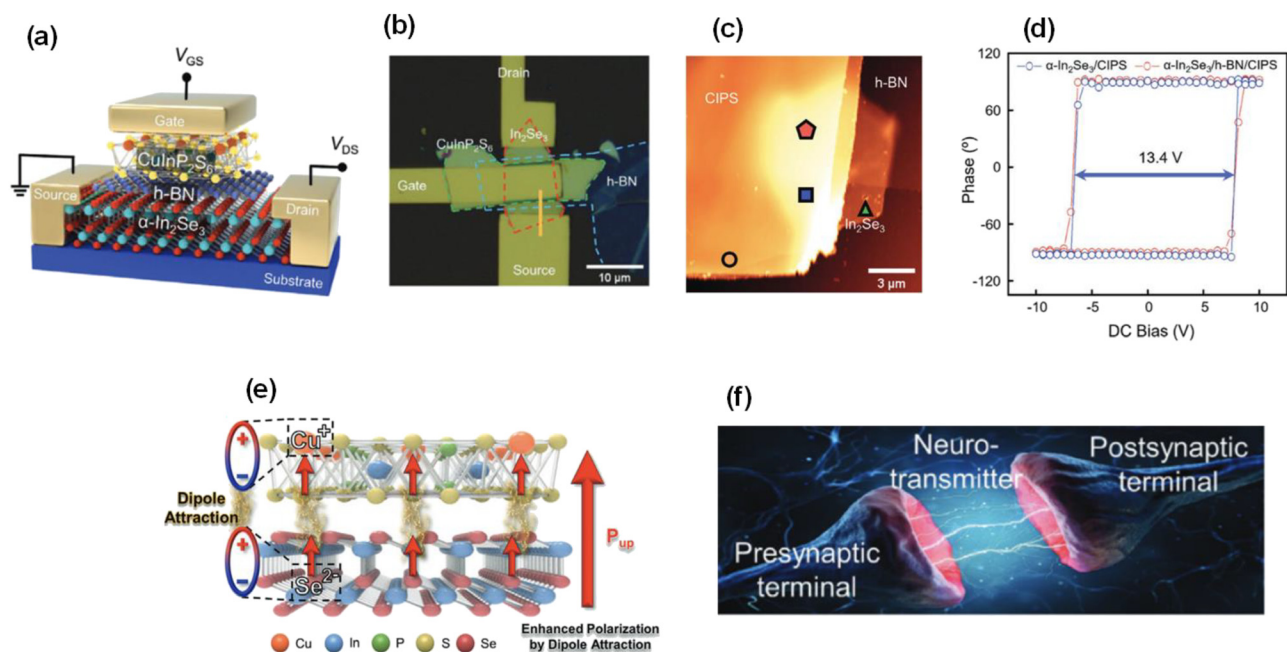 (a)
V_GS
Gate
CuInP₂S₆
V_DS
Source
h-BN
Drain
α-In₂Se₃
Substrate
(b)
Drain
CuInP₂S₆
In₂Se₃
Gate
h-BN
Source
10 μm
(c)
h-BN
CIPS
In₂Se₃
3 μm
(d)
α-In₂Se₃/CIPS
α-In₂Se₃/h-BN/CIPS
120
60
0
-60
-120
Phase (°)
13.4 V
-10
-5
0
5
10
DC Bias (V)
(e)
+
Cu⁺
−
Dipole
Attraction
+
−
Se²⁻
P_up
Cu
In
P
S
Se
Enhanced Polarization
by Dipole Attraction
(f)
Neuro-
transmitter
Postsynaptic
terminal
Presynaptic
terminal